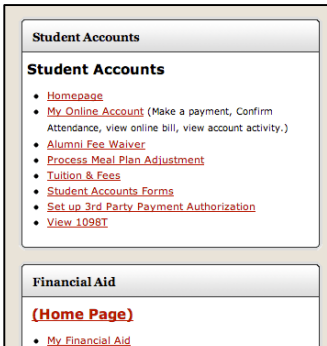 Student Accounts
Student Accounts
Homepage
My Online Account (Make a payment, Confirm
Attendance, view online bill, view account activity.)
Alumni Fee Waiver
Process Meal Plan Adjustment
Tuition & Fees
Student Accounts Forms
Set up 3rd Party Payment Authorization
View 1098T
Financial Aid
(Home Page)
My Financial Aid